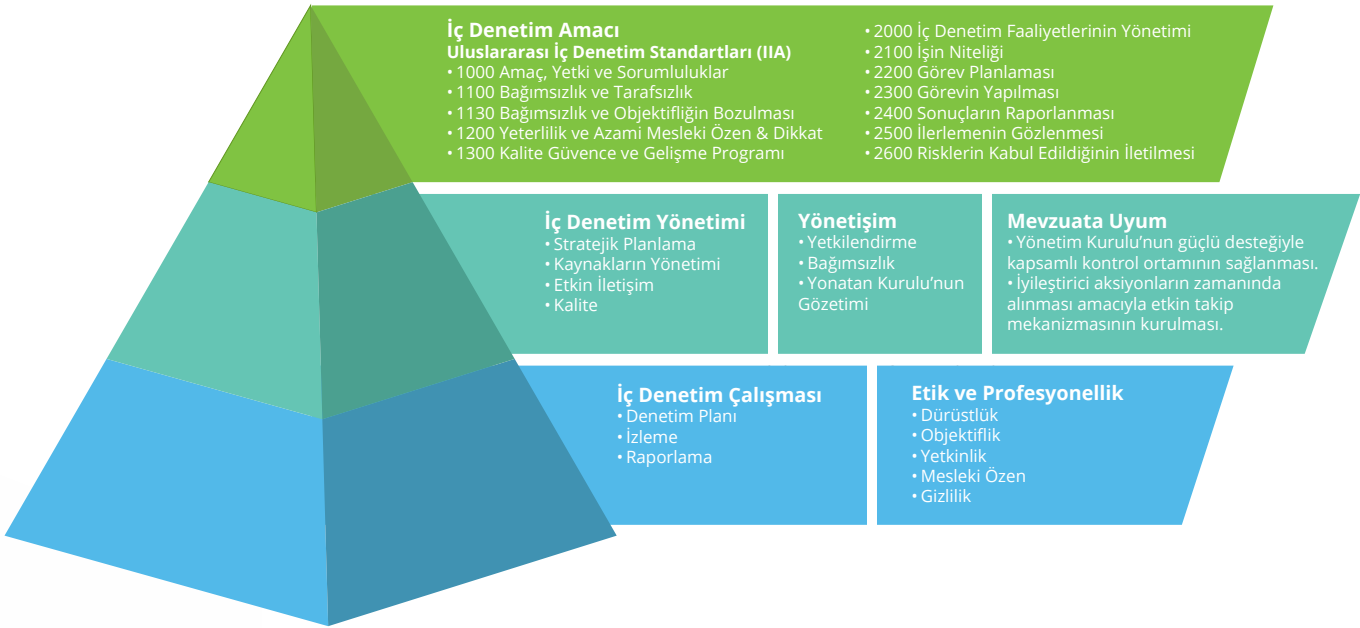 İç Denetim Amacı
Uluslararası İç Denetim Standartları (IIA)
• 1000 Amaç, Yetki ve Sorumluluklar
• 1100 Bağımsızlık ve Tarafsızlık
• 1130 Bağımsızlık ve Objektifliğin Bozulması
• 1200 Yeterlilik ve Azami Mesleki Özen & Dikkat
• 1300 Kalite Güvence ve Gelişme Programı
• 2000 İç Denetim Faaliyetlerinin Yönetimi
• 2100 İşin Niteliği
• 2200 Görev Planlaması
• 2300 Görevin Yapılması
• 2400 Sonuçların Raporlanması
• 2500 İlerlemenin Gözlenmesi
• 2600 Risklerin Kabul Edildiğinin İletilmesi
İç Denetim Yönetimi
• Stratejik Planlama
• Kaynakların Yönetimi
• Etkin İletişim
• Kalite
Yönetişim
• Yetkilendirme
• Bağımsızlık
• Yonatan Kurulu’nun
Gözetimi
Mevzuata Uyum
• Yönetim Kurulu’nun güçlü desteğiyle
kapsamlı kontrol ortamının sağlanması.
• İyileştirici aksiyonların zamanında
alınması amacıyla etkin takip
mekanizmasının kurulması.
İç Denetim Çalışması
• Denetim Planı
• İzleme
• Raporlama
Etik ve Profesyonellik
• Dürüstlük
• Objektiflik
• Yetkinlik
• Mesleki Özen
• Gizlilik